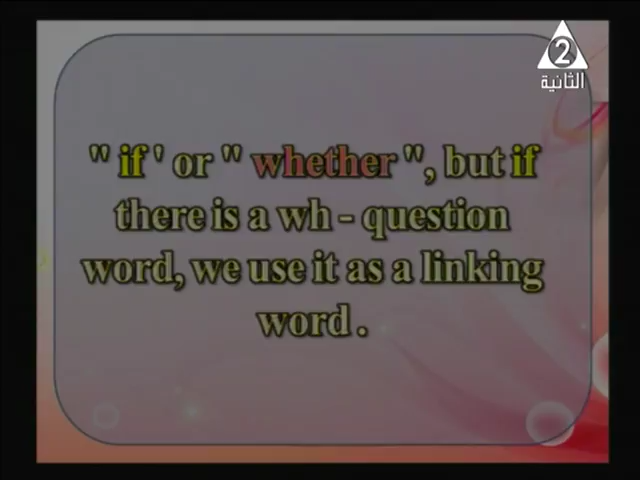 2
الثانية
" if ' or " whether ", but if
there is a wh - question
word, we use it as a linking
word .